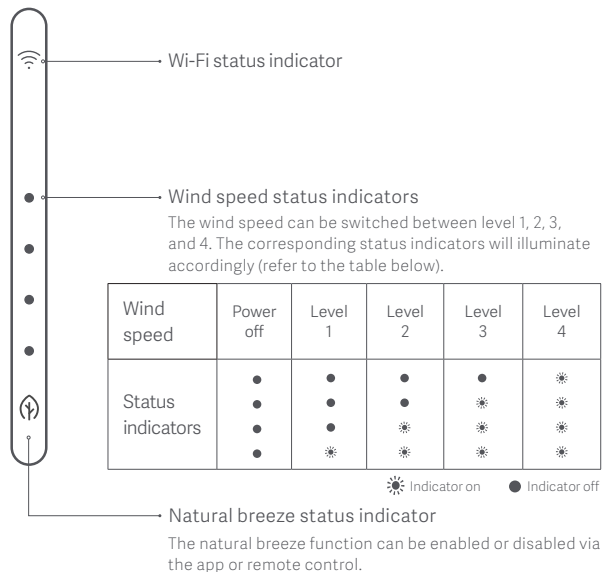 Wi-Fi status indicator
Wind speed status indicators
The wind speed can be switched between level 1, 2, 3,
and 4. The corresponding status indicators will illuminate
accordingly (refer to the table below).
Wind speed Power off Level 1 Level 2 Level 3 Level 4
Status indicators
Indicator on Indicator off
Natural breeze status indicator
The natural breeze function can be enabled or disabled via
the app or remote control.